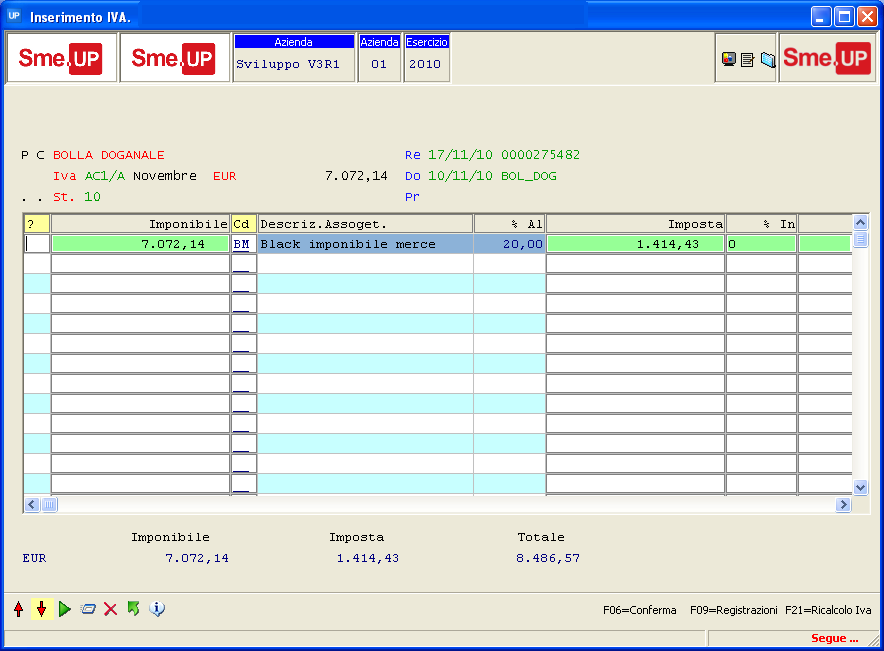 UP Inserimento IVA.
Sme.UP Sme.UP Azienda Azienda Esercizio Sme.UP
Sviluppo V3R1 01 2010
P C BOLLA DOGANALE Re 17/11/10 0000275482
Iva AC1/A Novembre EUR 7.072,14 Do 10/11/10 BOL_DOG
. . St. 10 Pr
? Imponibile Cd Descriz.Assoget. % Al Imposta % In
7.072,14 BM Black imponibile merce 20,00 1.414,43 0
Imponibile Imposta Totale
EUR 7.072,14 1.414,43 8.486,57
F06=Conferma F09=Registrazioni F21=Ricalcolo Iva
Segue ...